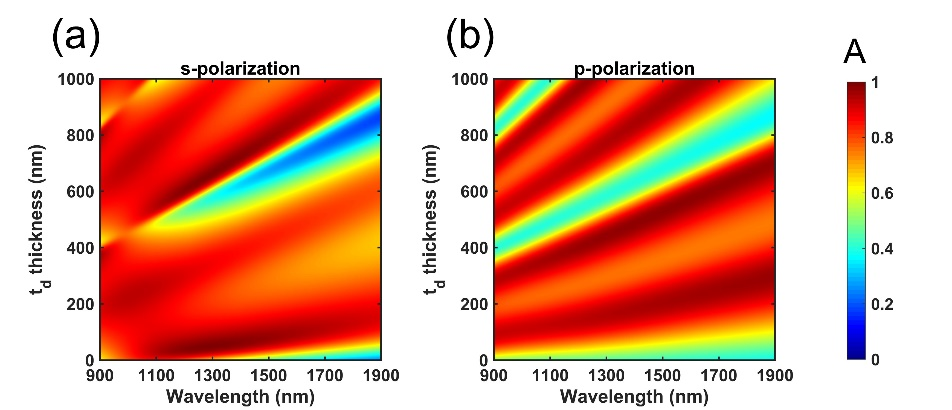 (a)
(b)
A
s-polarization
p-polarization
1000
800
600
400
200
0
t_d thickness (nm)
900 1100 1300 1500 1700 1900
Wavelength (nm)
1000
800
600
400
200
0
t_d thickness (nm)
900 1100 1300 1500 1700 1900
Wavelength (nm)
1
0.8
0.6
0.4
0.2
0